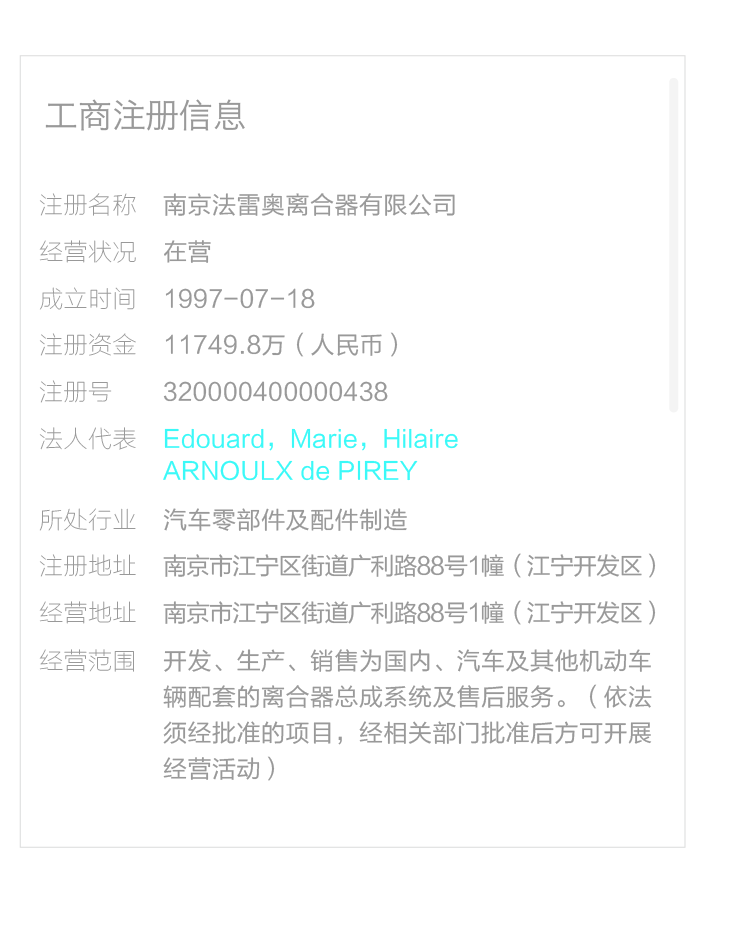 工商注册信息
注册名称 南京法雷奥离合器有限公司
经营状况 在营
成立时间 1997-07-18
注册资金 11749.8万（人民币）
注册号 320000400000438
法人代表 Edouard，Marie，Hilaire
ARNOULX de PIREY
所处行业 汽车零部件及配件制造
注册地址 南京市江宁区街道广利路88号1幢（江宁开发区）
经营地址 南京市江宁区街道广利路88号1幢（江宁开发区）
经营范围 开发、生产、销售为国内、汽车及其他机动车
辆配套的离合器总成系统及售后服务。（依法
须经批准的项目，经相关部门批准后方可开展
经营活动）